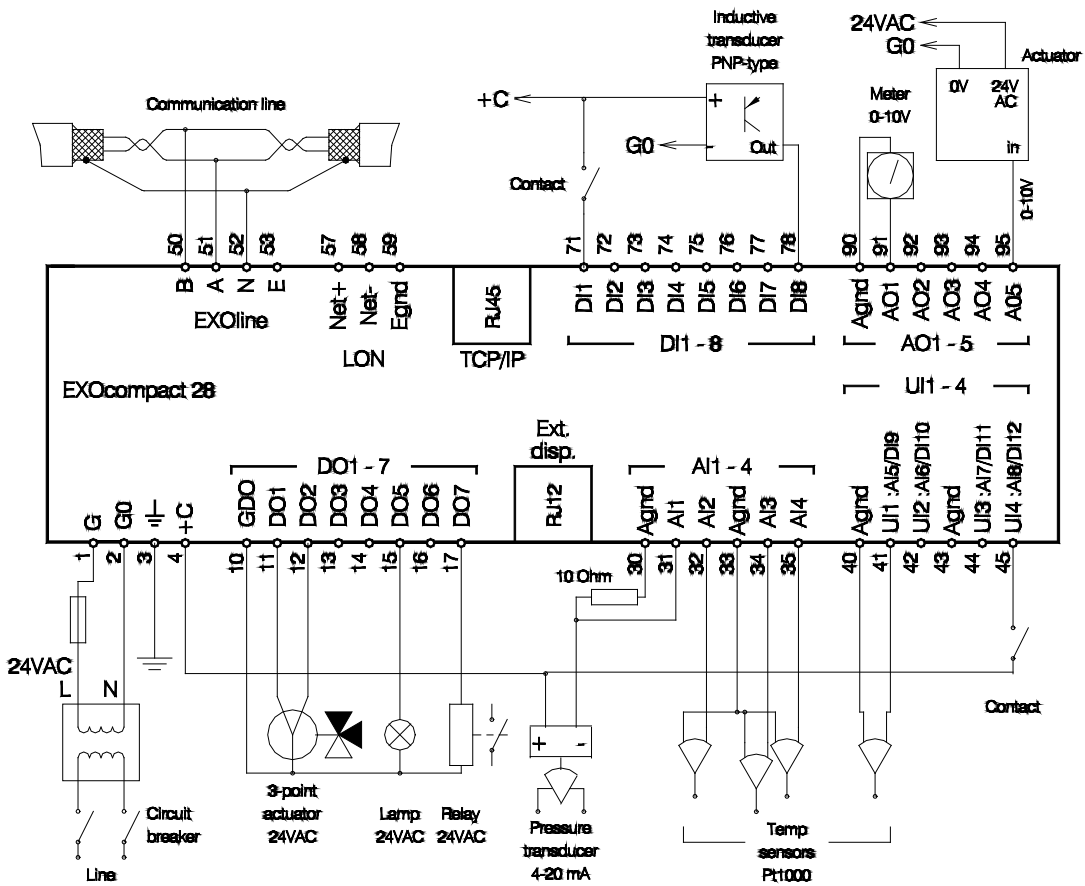 Inductive
transducer
PNP-type
24VAC
G0
Actuator
0V
24V
AC
in
0-10V
Meter
0-10V
+C
G0
+
-
Out
Contact
Communication line
50
51
52
53
57
58
59
71
72
73
74
75
76
77
78
90
91
92
93
94
95
B
A
N
E
Net+
Net-
Egnd
RJ45
DI1
DI2
DI3
DI4
DI5
DI6
DI7
DI8
Agnd
AO1
AO2
AO3
AO4
AO5
EXOline
LON
TCP/IP
DI1 - 8
AO1 - 5
EXOcompact 28
UI1 - 4
Ext.
disp.
DO1 - 7
AI1 - 4
G
G0
+C
GDO
DO1
DO2
DO3
DO4
DO5
DO6
DO7
RJ12
Agnd
AI1
AI2
Agnd
AI3
AI4
Agnd
UI1 :AI5/DI9
UI2 :AI6/DI10
Agnd
UI3 :AI7/DI11
UI4 :AI8/DI12
1
2
3
4
10
11
12
13
14
15
16
17
30
31
32
33
34
35
40
41
42
43
44
45
10 Ohm
24VAC
L
N
Contact
+
-
Circuit
breaker
Line
3-point
actuator
24VAC
Lamp
24VAC
Relay
24VAC
Pressure
transducer
4-20 mA
Temp
sensors
Pt1000